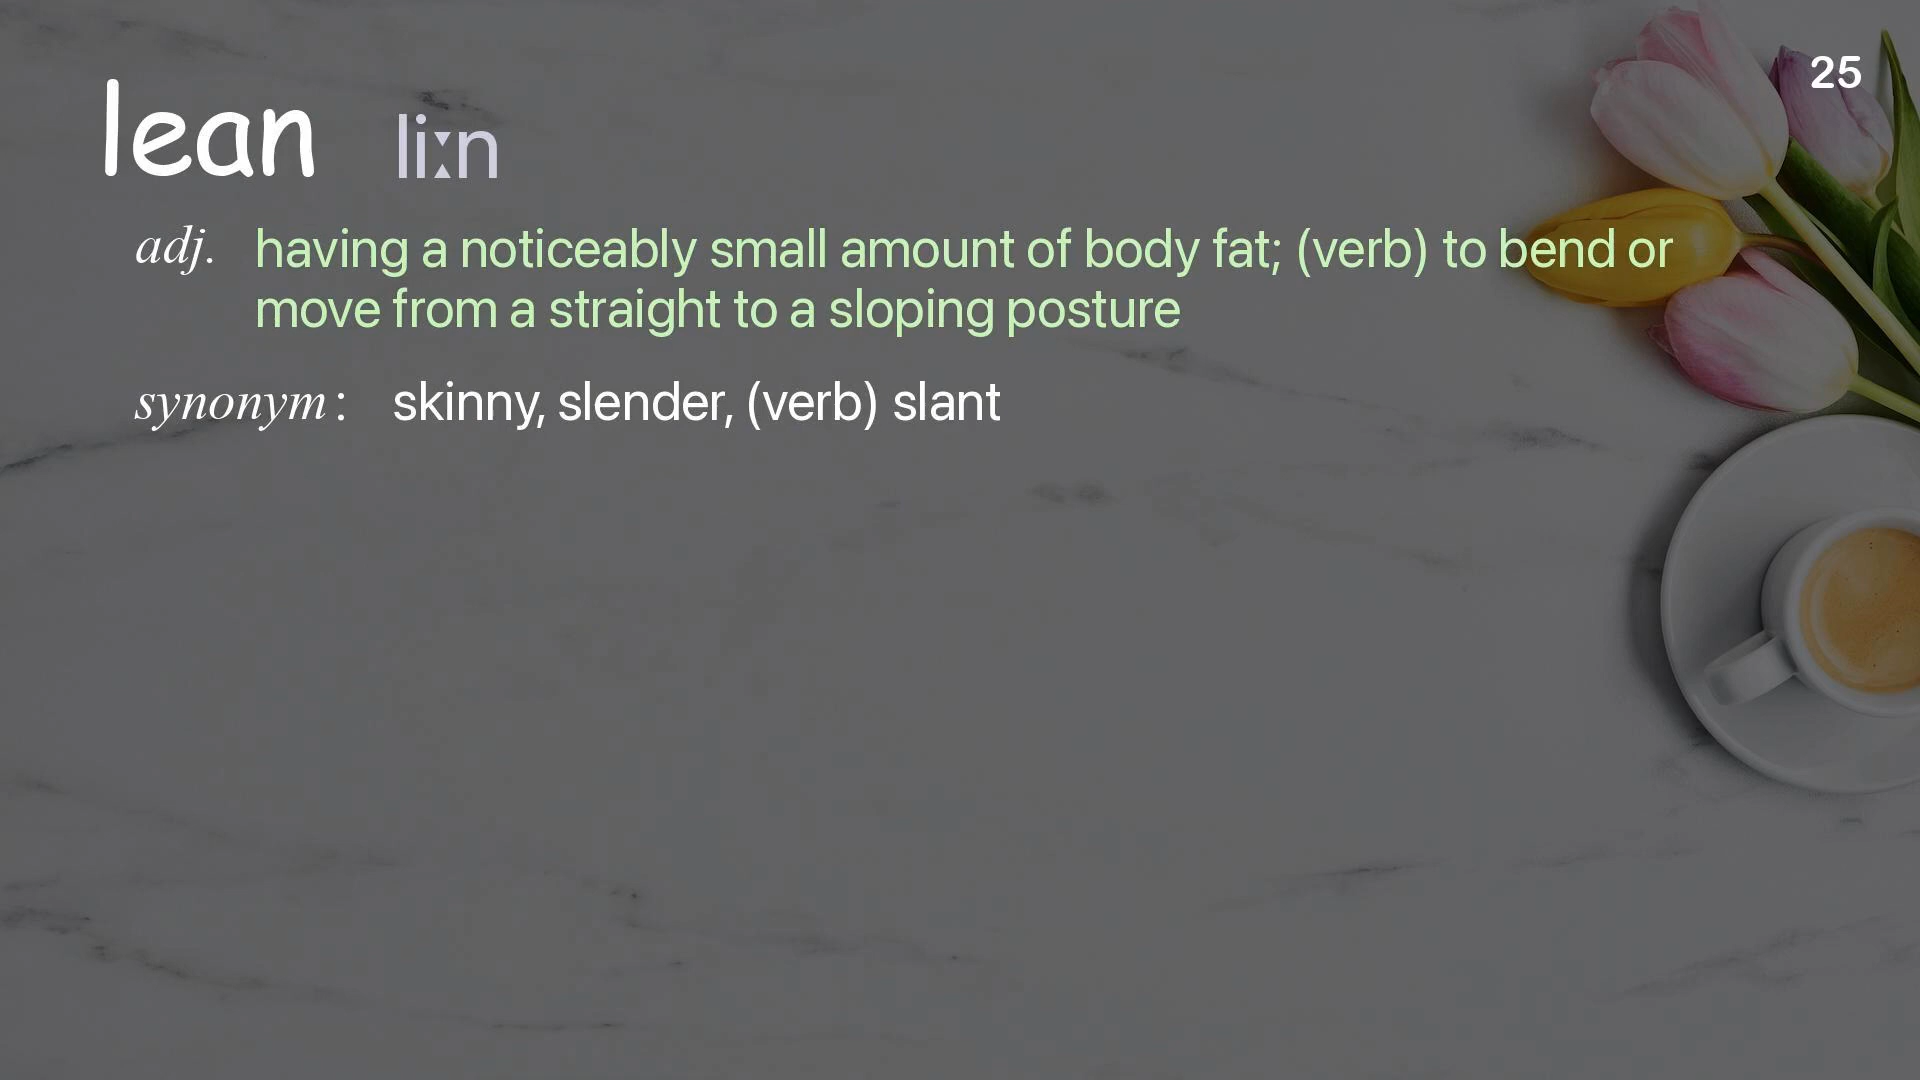 25
lean liːn
adj. having a noticeably small amount of body fat; (verb) to bend or
move from a straight to a sloping posture
synonym : skinny, slender, (verb) slant